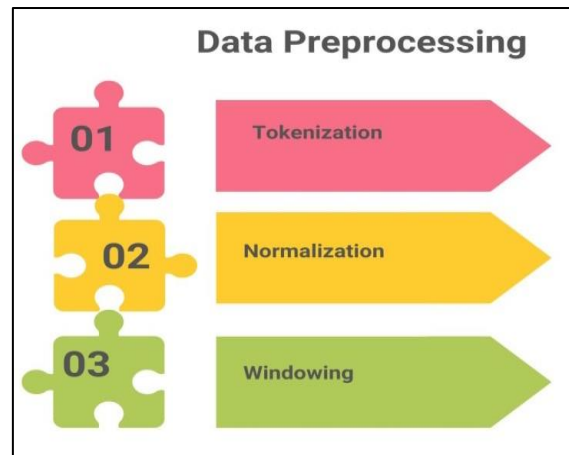 Data Preprocessing
01
Tokenization
02
Normalization
03
Windowing